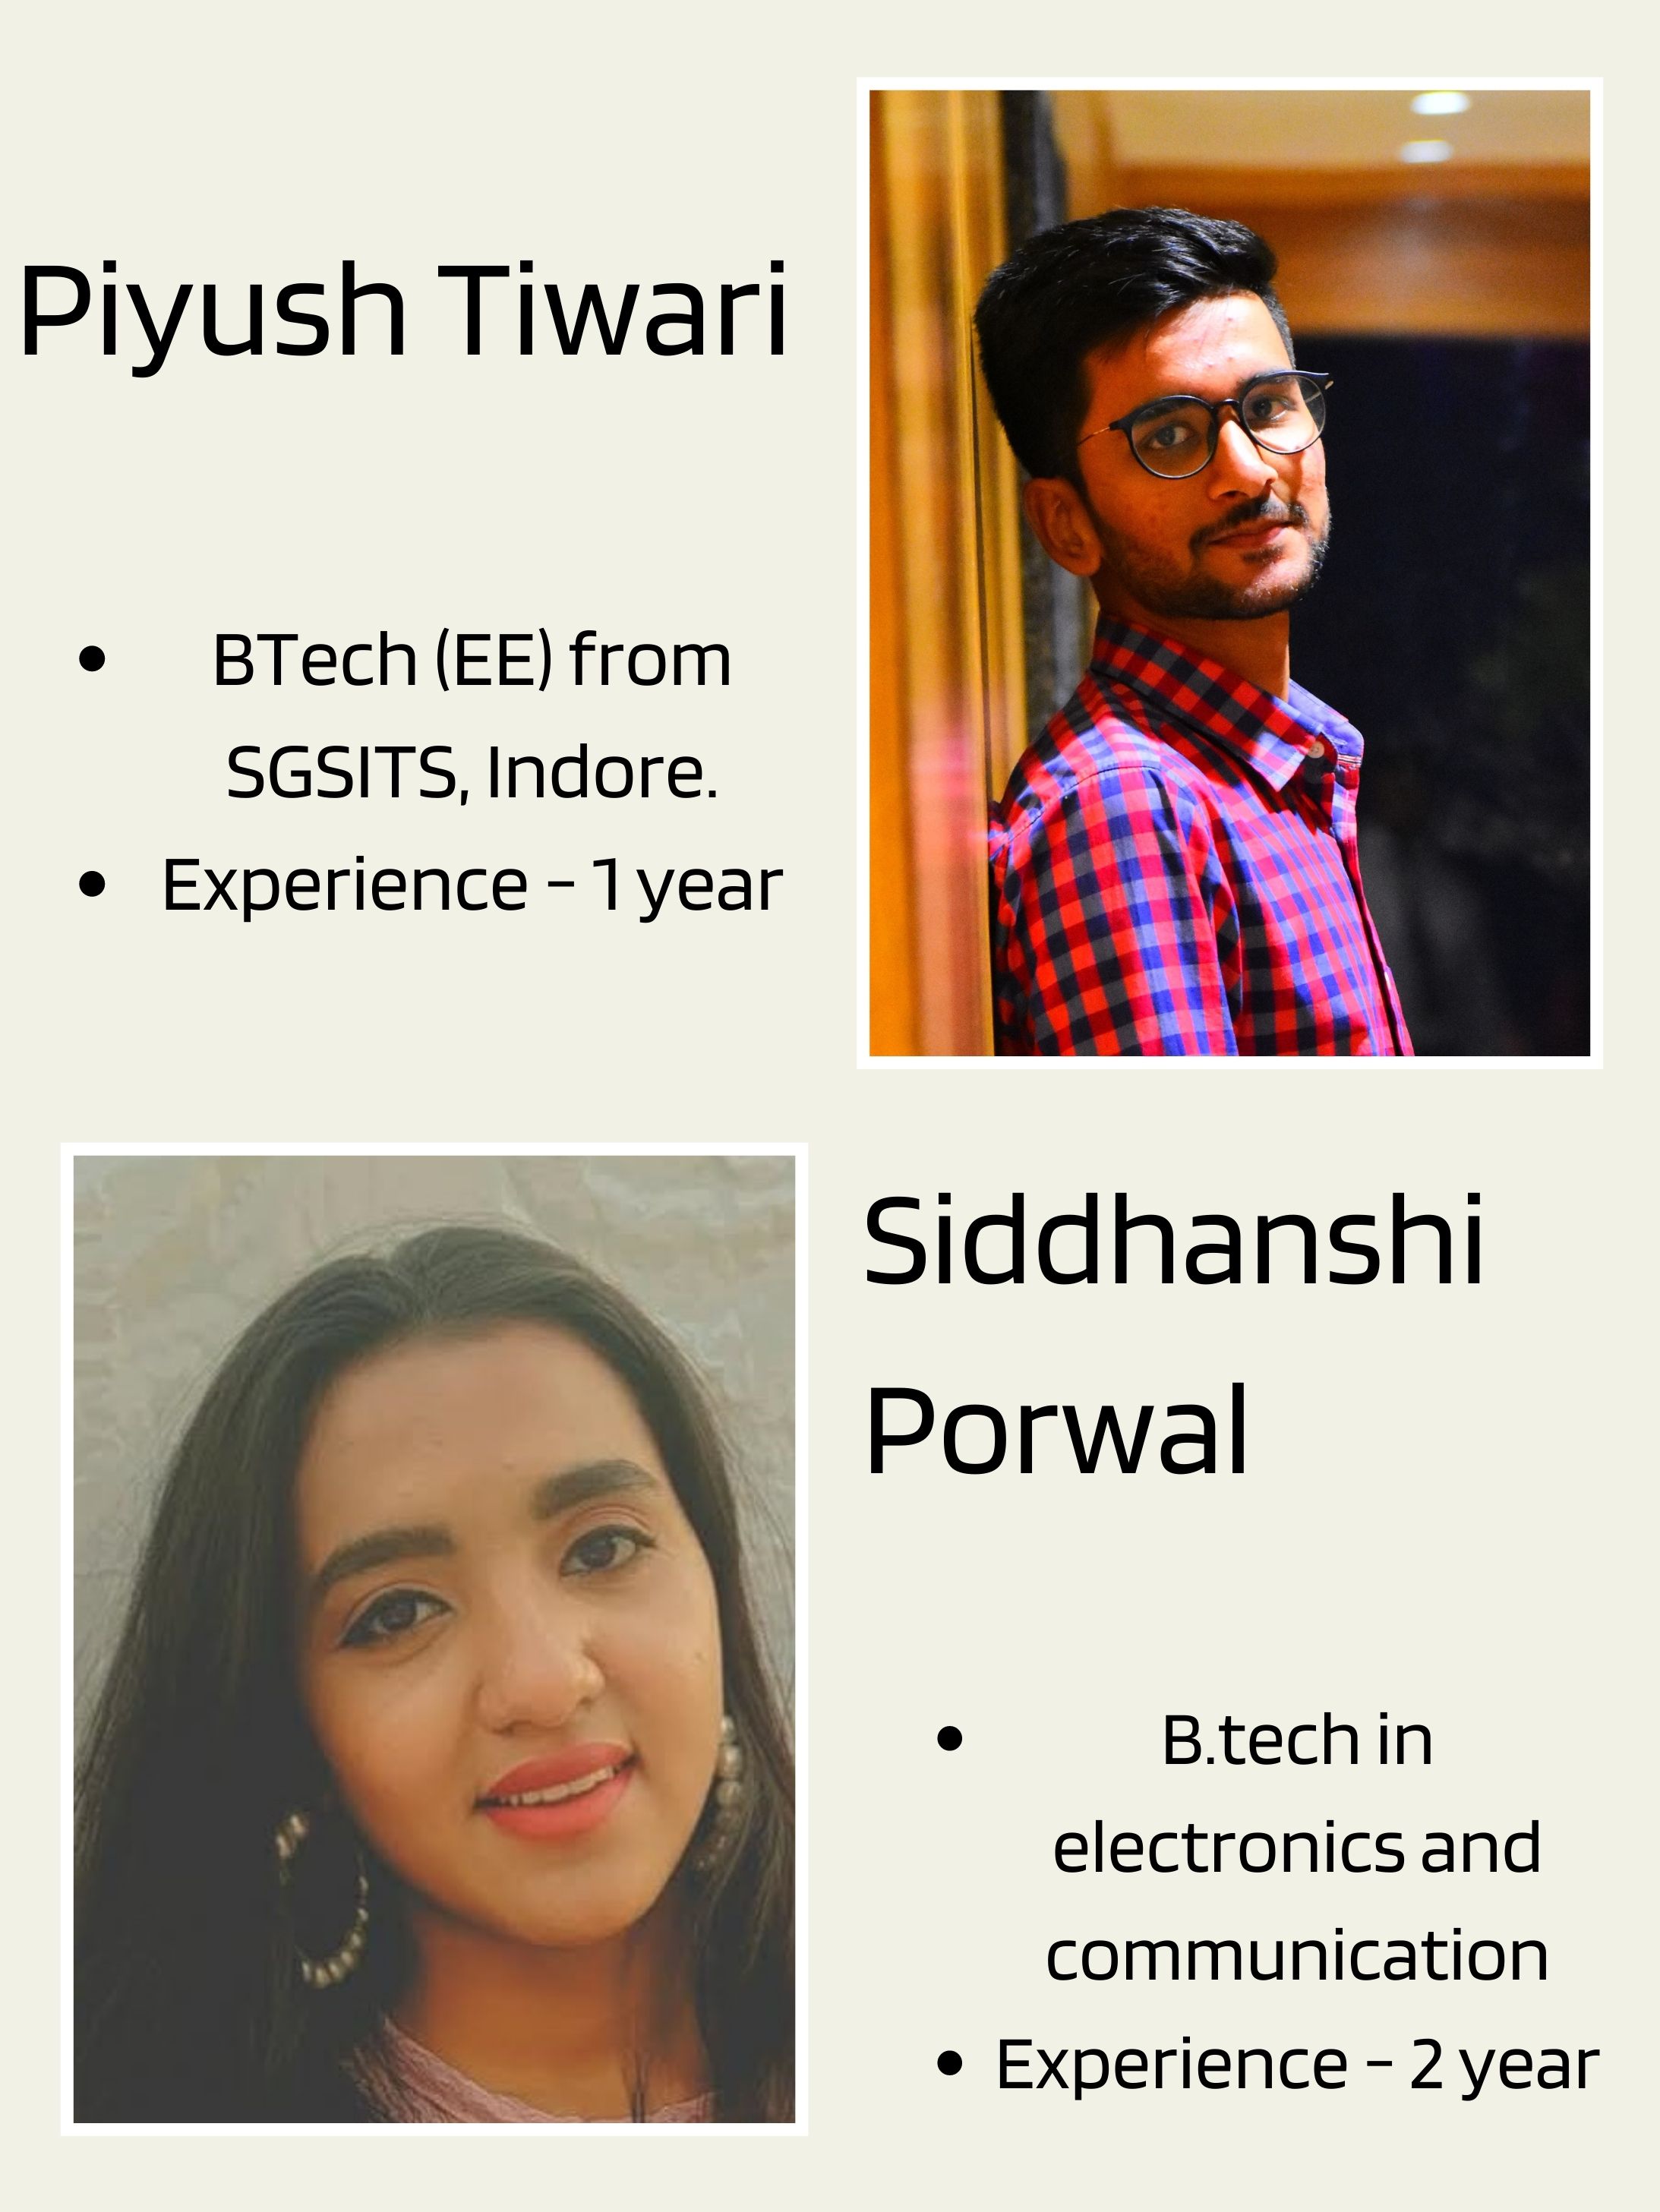 Piyush Tiwari
• BTech (EE) from
SGSITS, Indore.
• Experience - 1 year
Siddhanshi
Porwal
• B.tech in
electronics and
communication
• Experience - 2 year